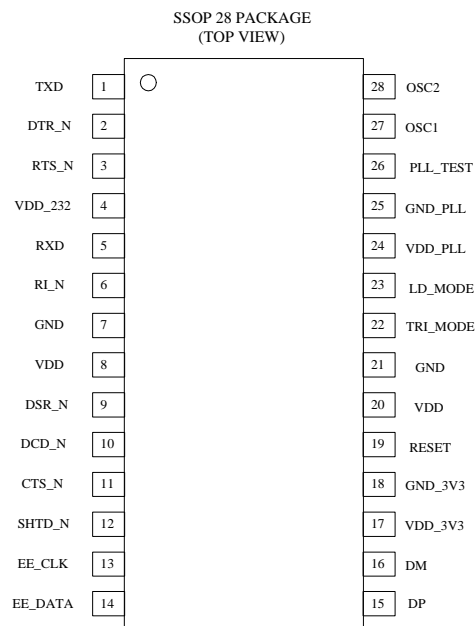 SSOP 28 PACKAGE
(TOP VIEW)
TXD 1 28 OSC2
DTR_N 2 27 OSC1
RTS_N 3 26 PLL_TEST
VDD_232 4 25 GND_PLL
RXD 5 24 VDD_PLL
RI_N 6 23 LD_MODE
GND 7 22 TRI_MODE
VDD 8 21 GND
DSR_N 9 20 VDD
DCD_N 10 19 RESET
CTS_N 11 18 GND_3V3
SHTD_N 12 17 VDD_3V3
EE_CLK 13 16 DM
EE_DATA 14 15 DP